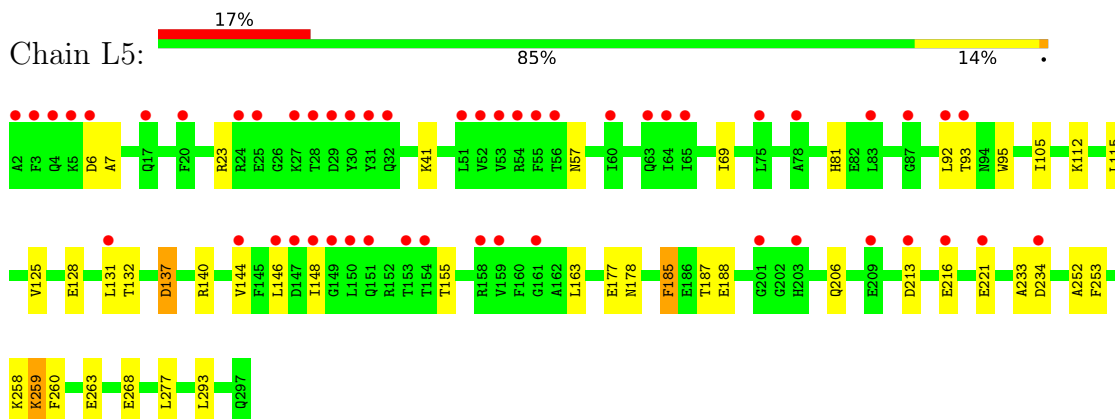 17%
Chain L5:
85% 14% •
A2 F3 Q4 K5 D6 A7 Q17 F20 R23 R24 E25 G26 K27 T28 D29 Y30 Y31 Q32 K41 L51 V52 V53 R54 F55 T56 N57 I60 Q63 I64 I65 I69 L75 A78 H81 E82 L83 G87 L92 T93 N94 W95 I105 K112 L115
V125 E128 L131 T132 D137 R140 V144 F145 L146 D147 I148 G149 L150 Q151 R152 T153 T154 T155 R158 V159 F160 G161 A162 L163 E177 N178 F185 E186 T187 E188 G201 G202 H203 Q206 E209 D213 E216 E221 A233 D234 A252 F253
K258 K259 F260 E263 E268 L277 L293 Q297